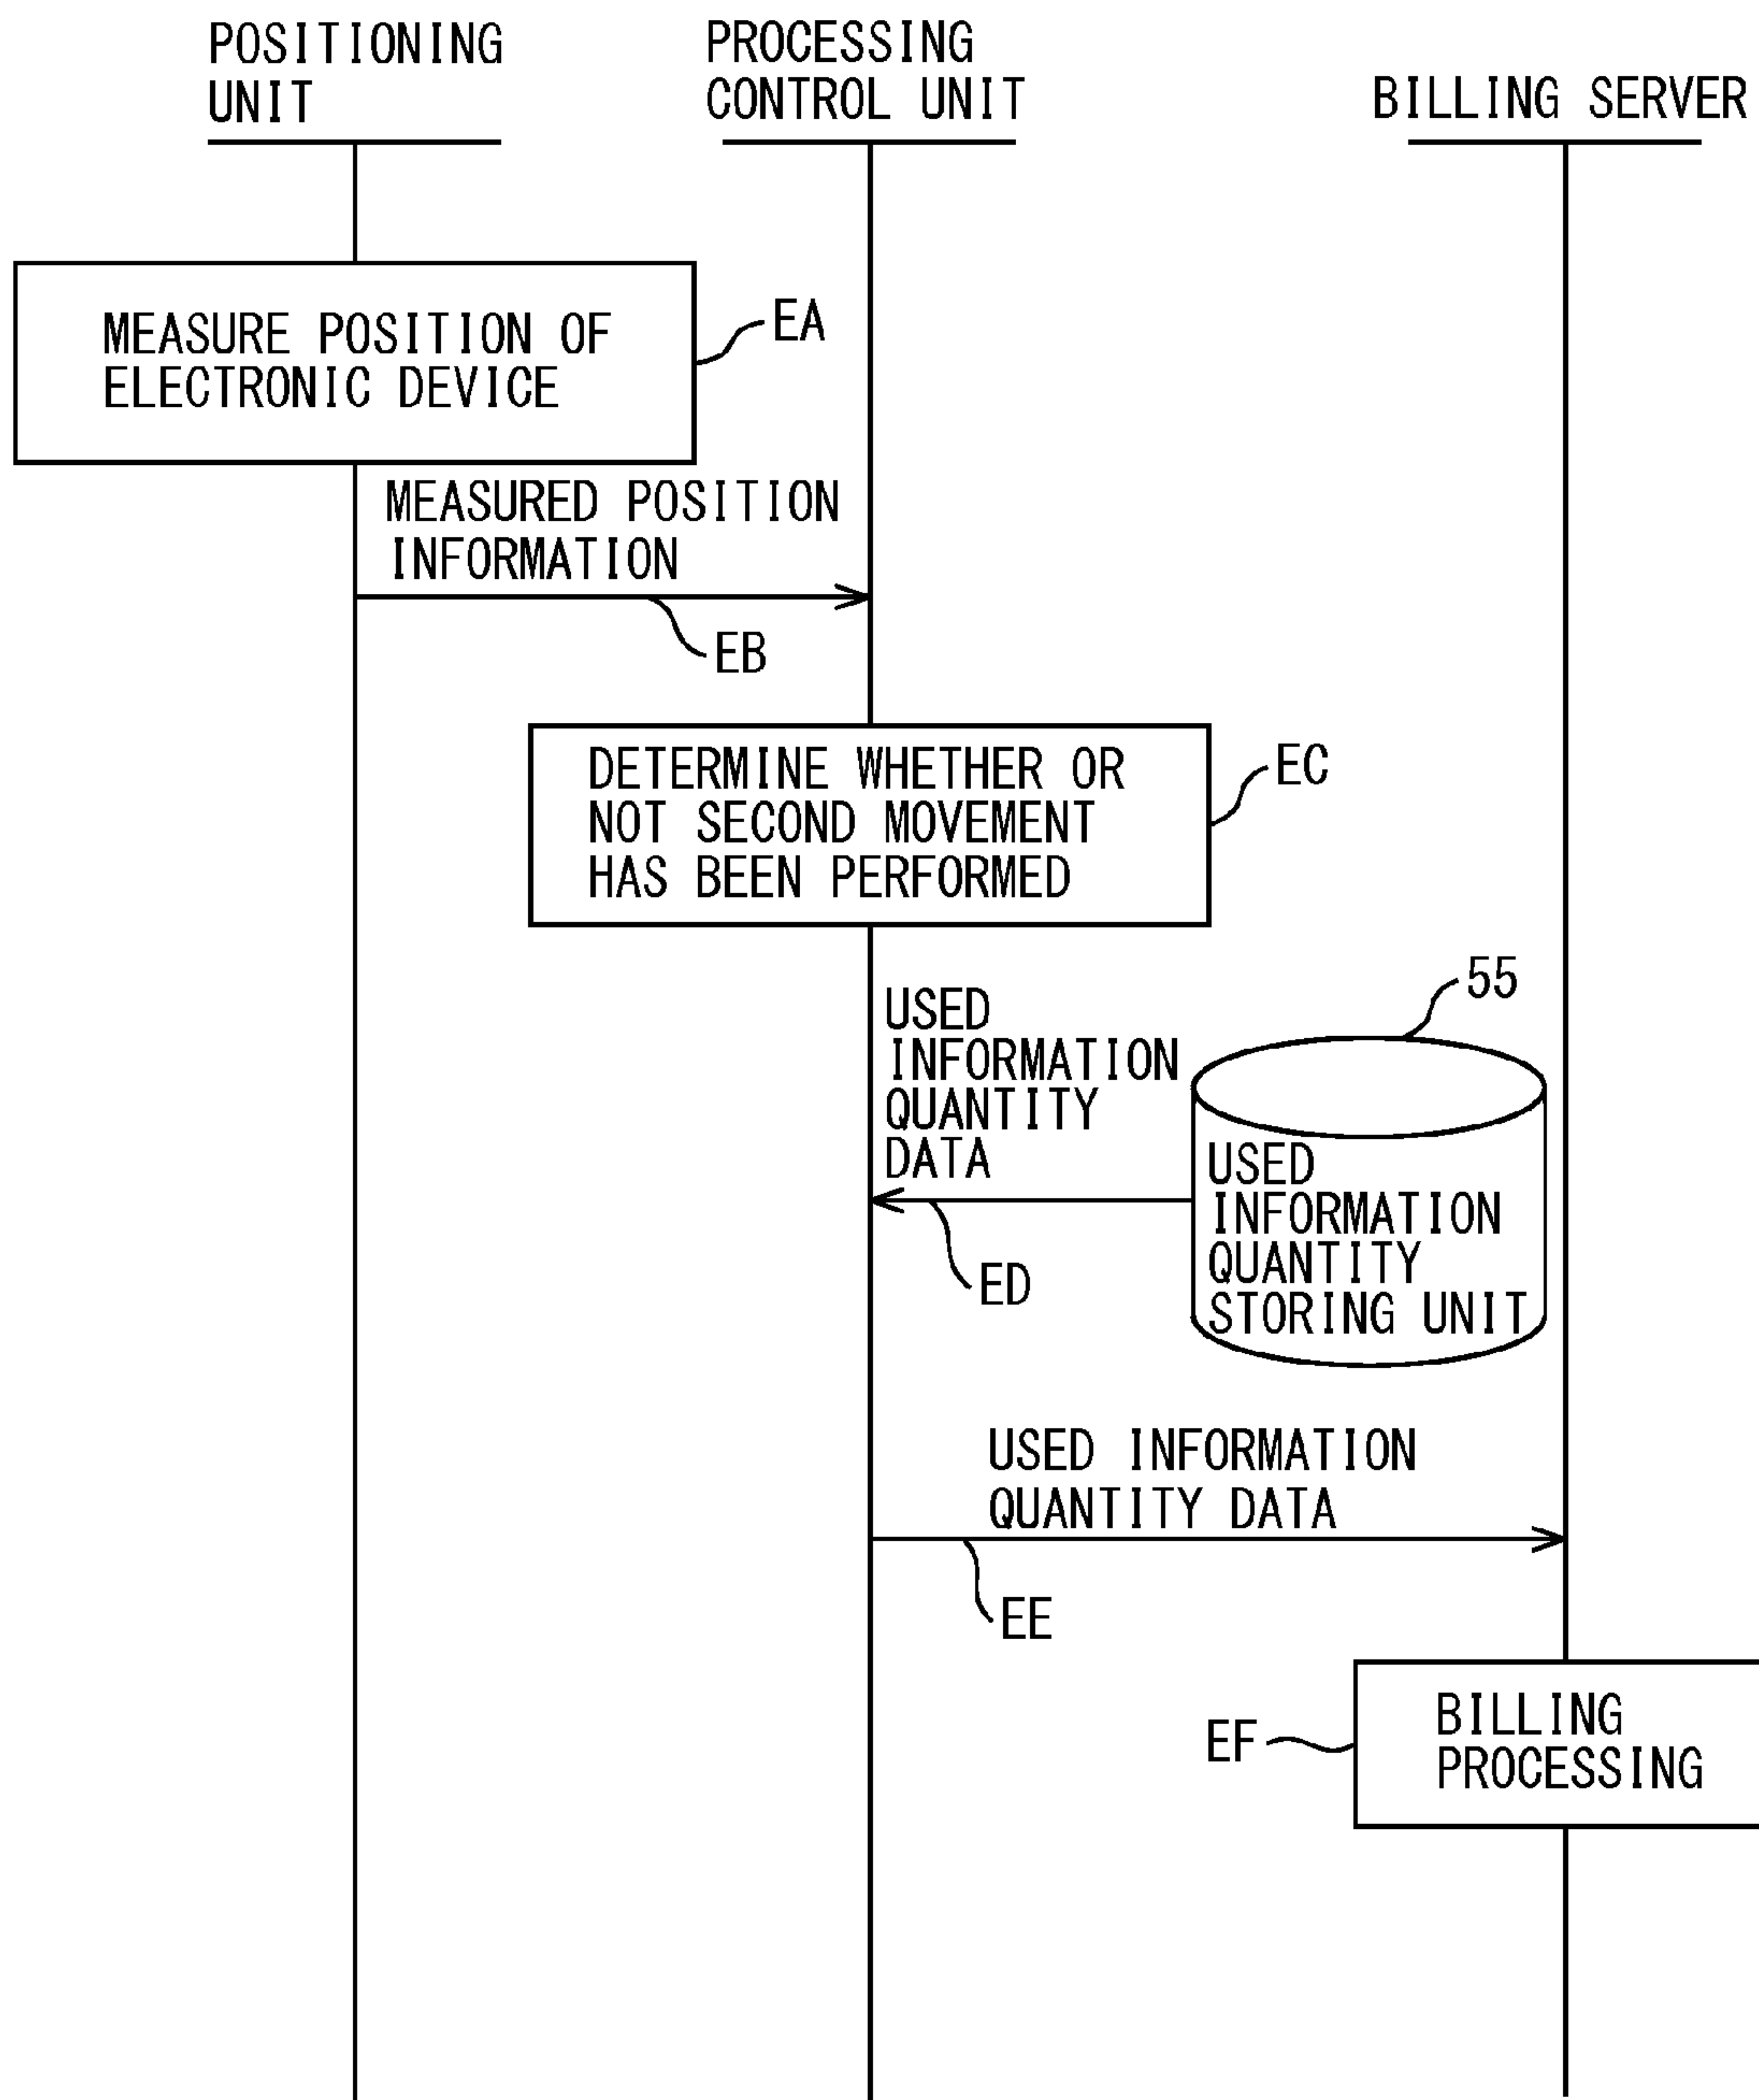 POSITIONING
UNIT
PROCESSING
CONTROL UNIT
BILLING SERVER
MEASURE POSITION OF
ELECTRONIC DEVICE
EA
MEASURED POSITION
INFORMATION
EB
DETERMINE WHETHER OR
NOT SECOND MOVEMENT
HAS BEEN PERFORMED
EC
USED
INFORMATION
QUANTITY
DATA
ED
55
USED
INFORMATION
QUANTITY
STORING UNIT
USED INFORMATION
QUANTITY DATA
EE
EF
BILLING
PROCESSING